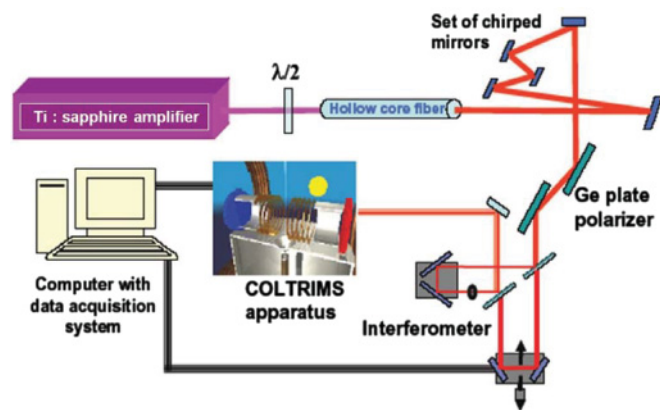 Set of chirped
mirrors
λ/2
Ti : sapphire amplifier
Hollow core fiber
Ge plate
polarizer
Computer with
data acquisition
system
COLTRIMS
apparatus
Interferometer